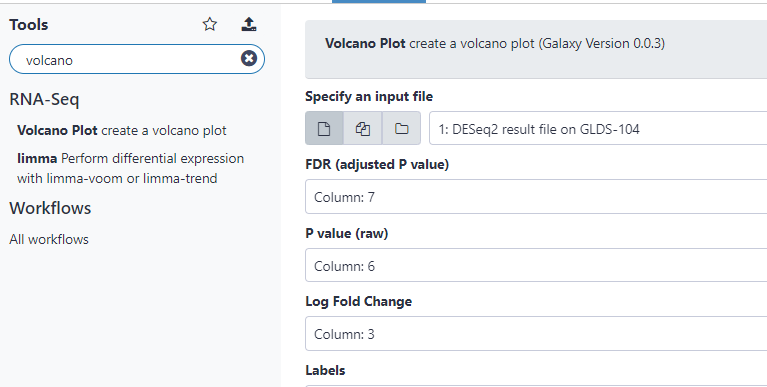 Tools
volcano
RNA-Seq
Volcano Plot create a volcano plot
limma Perform differential expression
with limma-voom or limma-trend
Workflows
All workflows
Volcano Plot create a volcano plot (Galaxy Version 0.0.3)
Specify an input file
1: DESeq2 result file on GLDS-104
FDR (adjusted P value)
Column: 7
P value (raw)
Column: 6
Log Fold Change
Column: 3
Labels